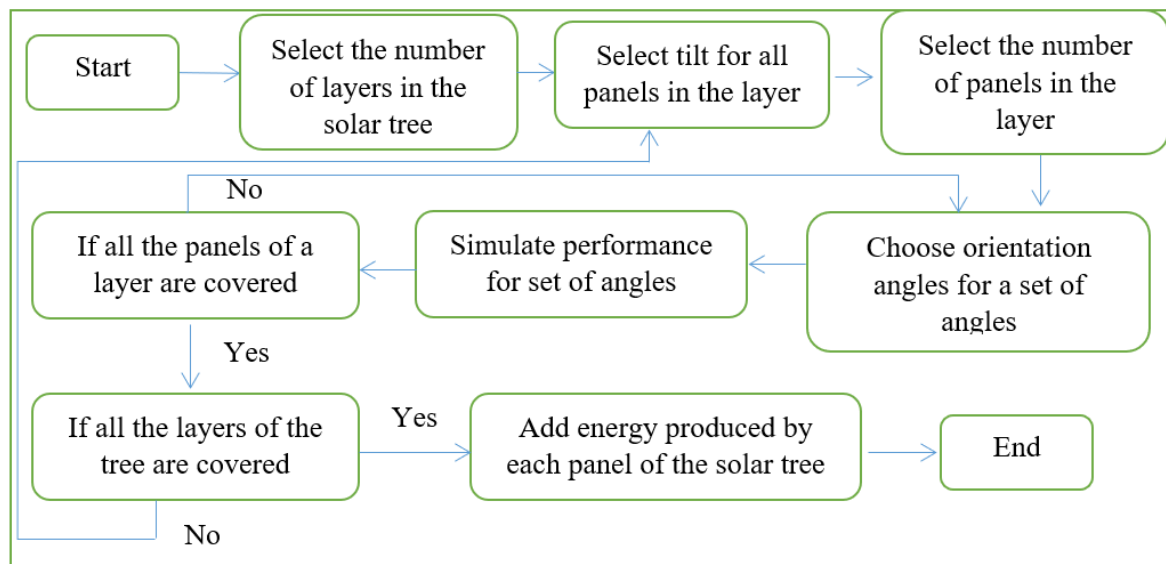 Start
Select the number
of layers in the
solar tree
Select tilt for all
panels in the layer
Select the number
of panels in the
layer
No
If all the panels of a
layer are covered
Simulate performance
for set of angles
Choose orientation
angles for a set of
angles
Yes
If all the layers of the
tree are covered
Yes
Add energy produced by
each panel of the solar tree
End
No